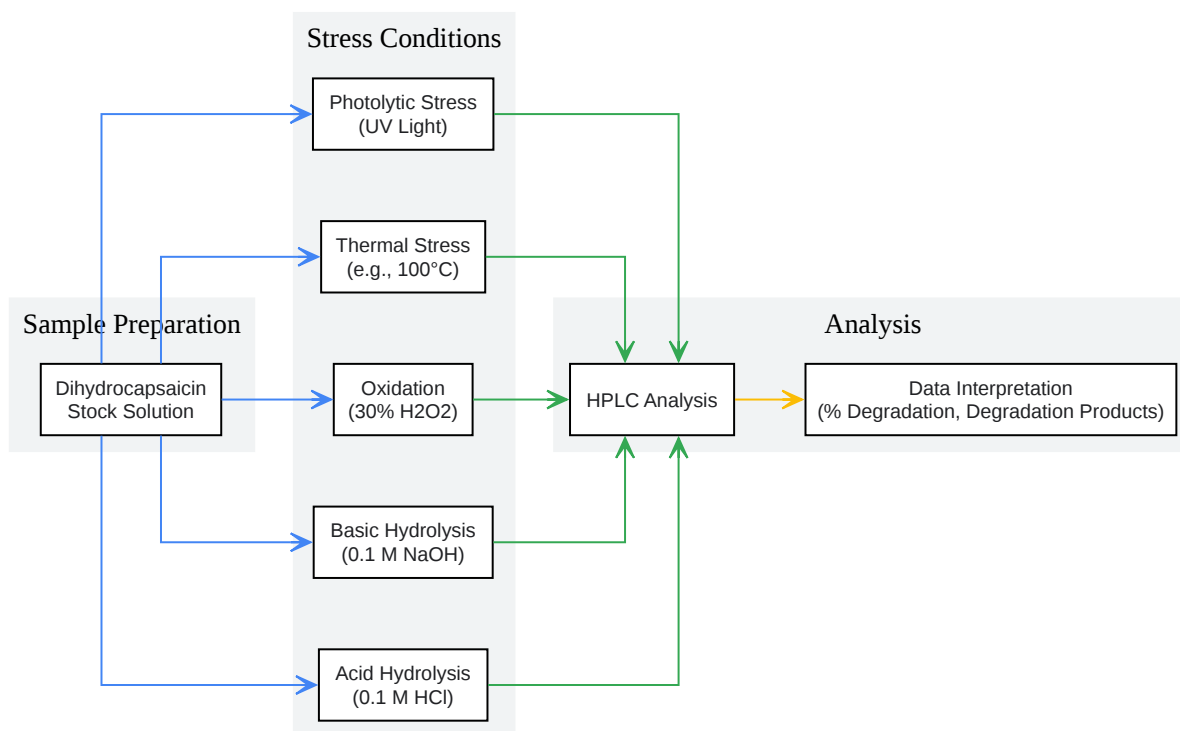 Stress Conditions
Photolytic Stress
(UV Light)
Thermal Stress
(e.g., 100°C)
Sample Preparation
Analysis
Dihydrocapsaicin
Stock Solution
Oxidation
(30% H2O2)
HPLC Analysis
Data Interpretation
(% Degradation, Degradation Products)
Basic Hydrolysis
(0.1 M NaOH)
Acid Hydrolysis
(0.1 M HCl)